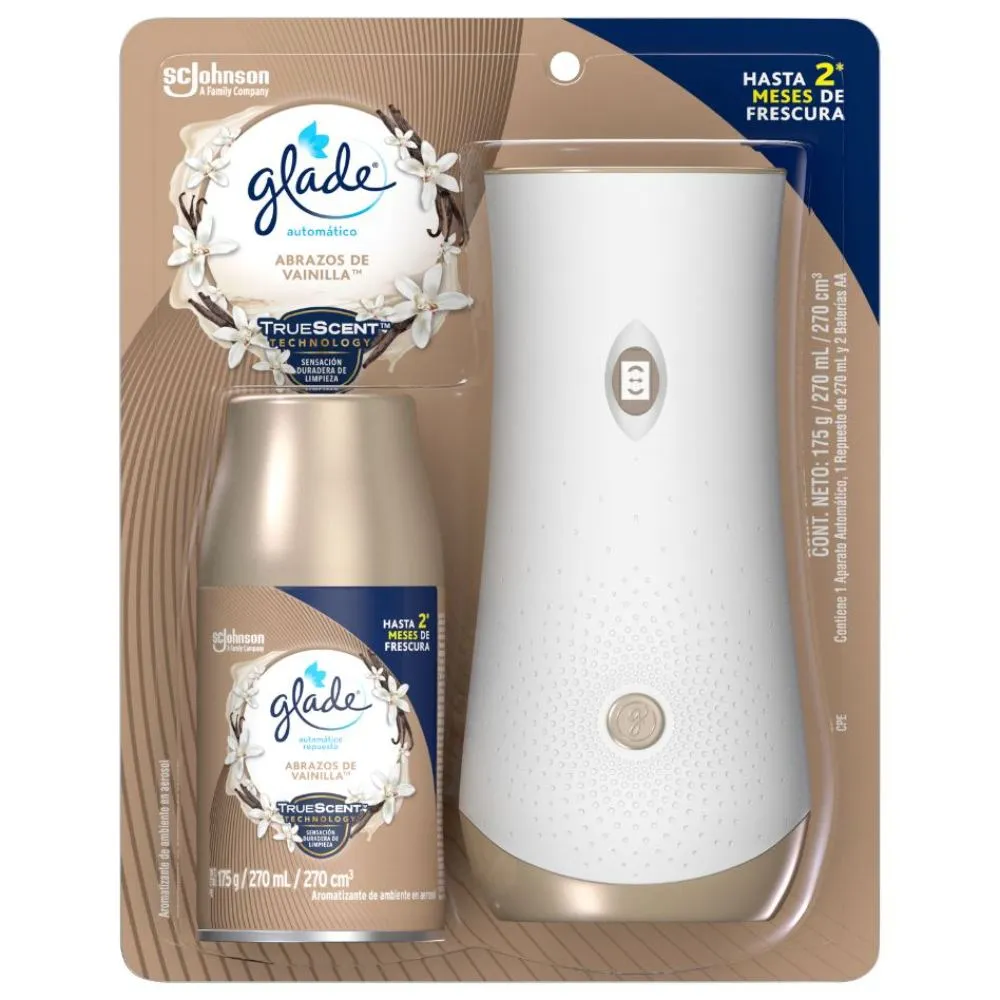 scJohnson
A Family Company
HASTA 2*
MESES DE
FRESCURA
glade®
automático
ABRAZOS DE
VAINILLA™
TRUESCENT™
TECHNOLOGY
SENSACIÓN
DURADERA DE
LIMPIEZA
CONT. NETO: 175 g / 270 mL / 270 cm³
Contiene 1 Aparato Automático, 1 Repuesto de 270 mL y 2 Baterías AA
CPE
Aromatizante de ambiente en aerosol
HASTA 2*
MESES DE
FRESCURA
scJohnson
A Family Company
glade
automático
repuesto
ABRAZOS DE
VAINILLA™
TRUESCENT™
TECHNOLOGY
SENSACIÓN
DURADERA DE
LIMPIEZA
175 g / 270 mL / 270 cm³
Aromatizante de ambiente en aerosol